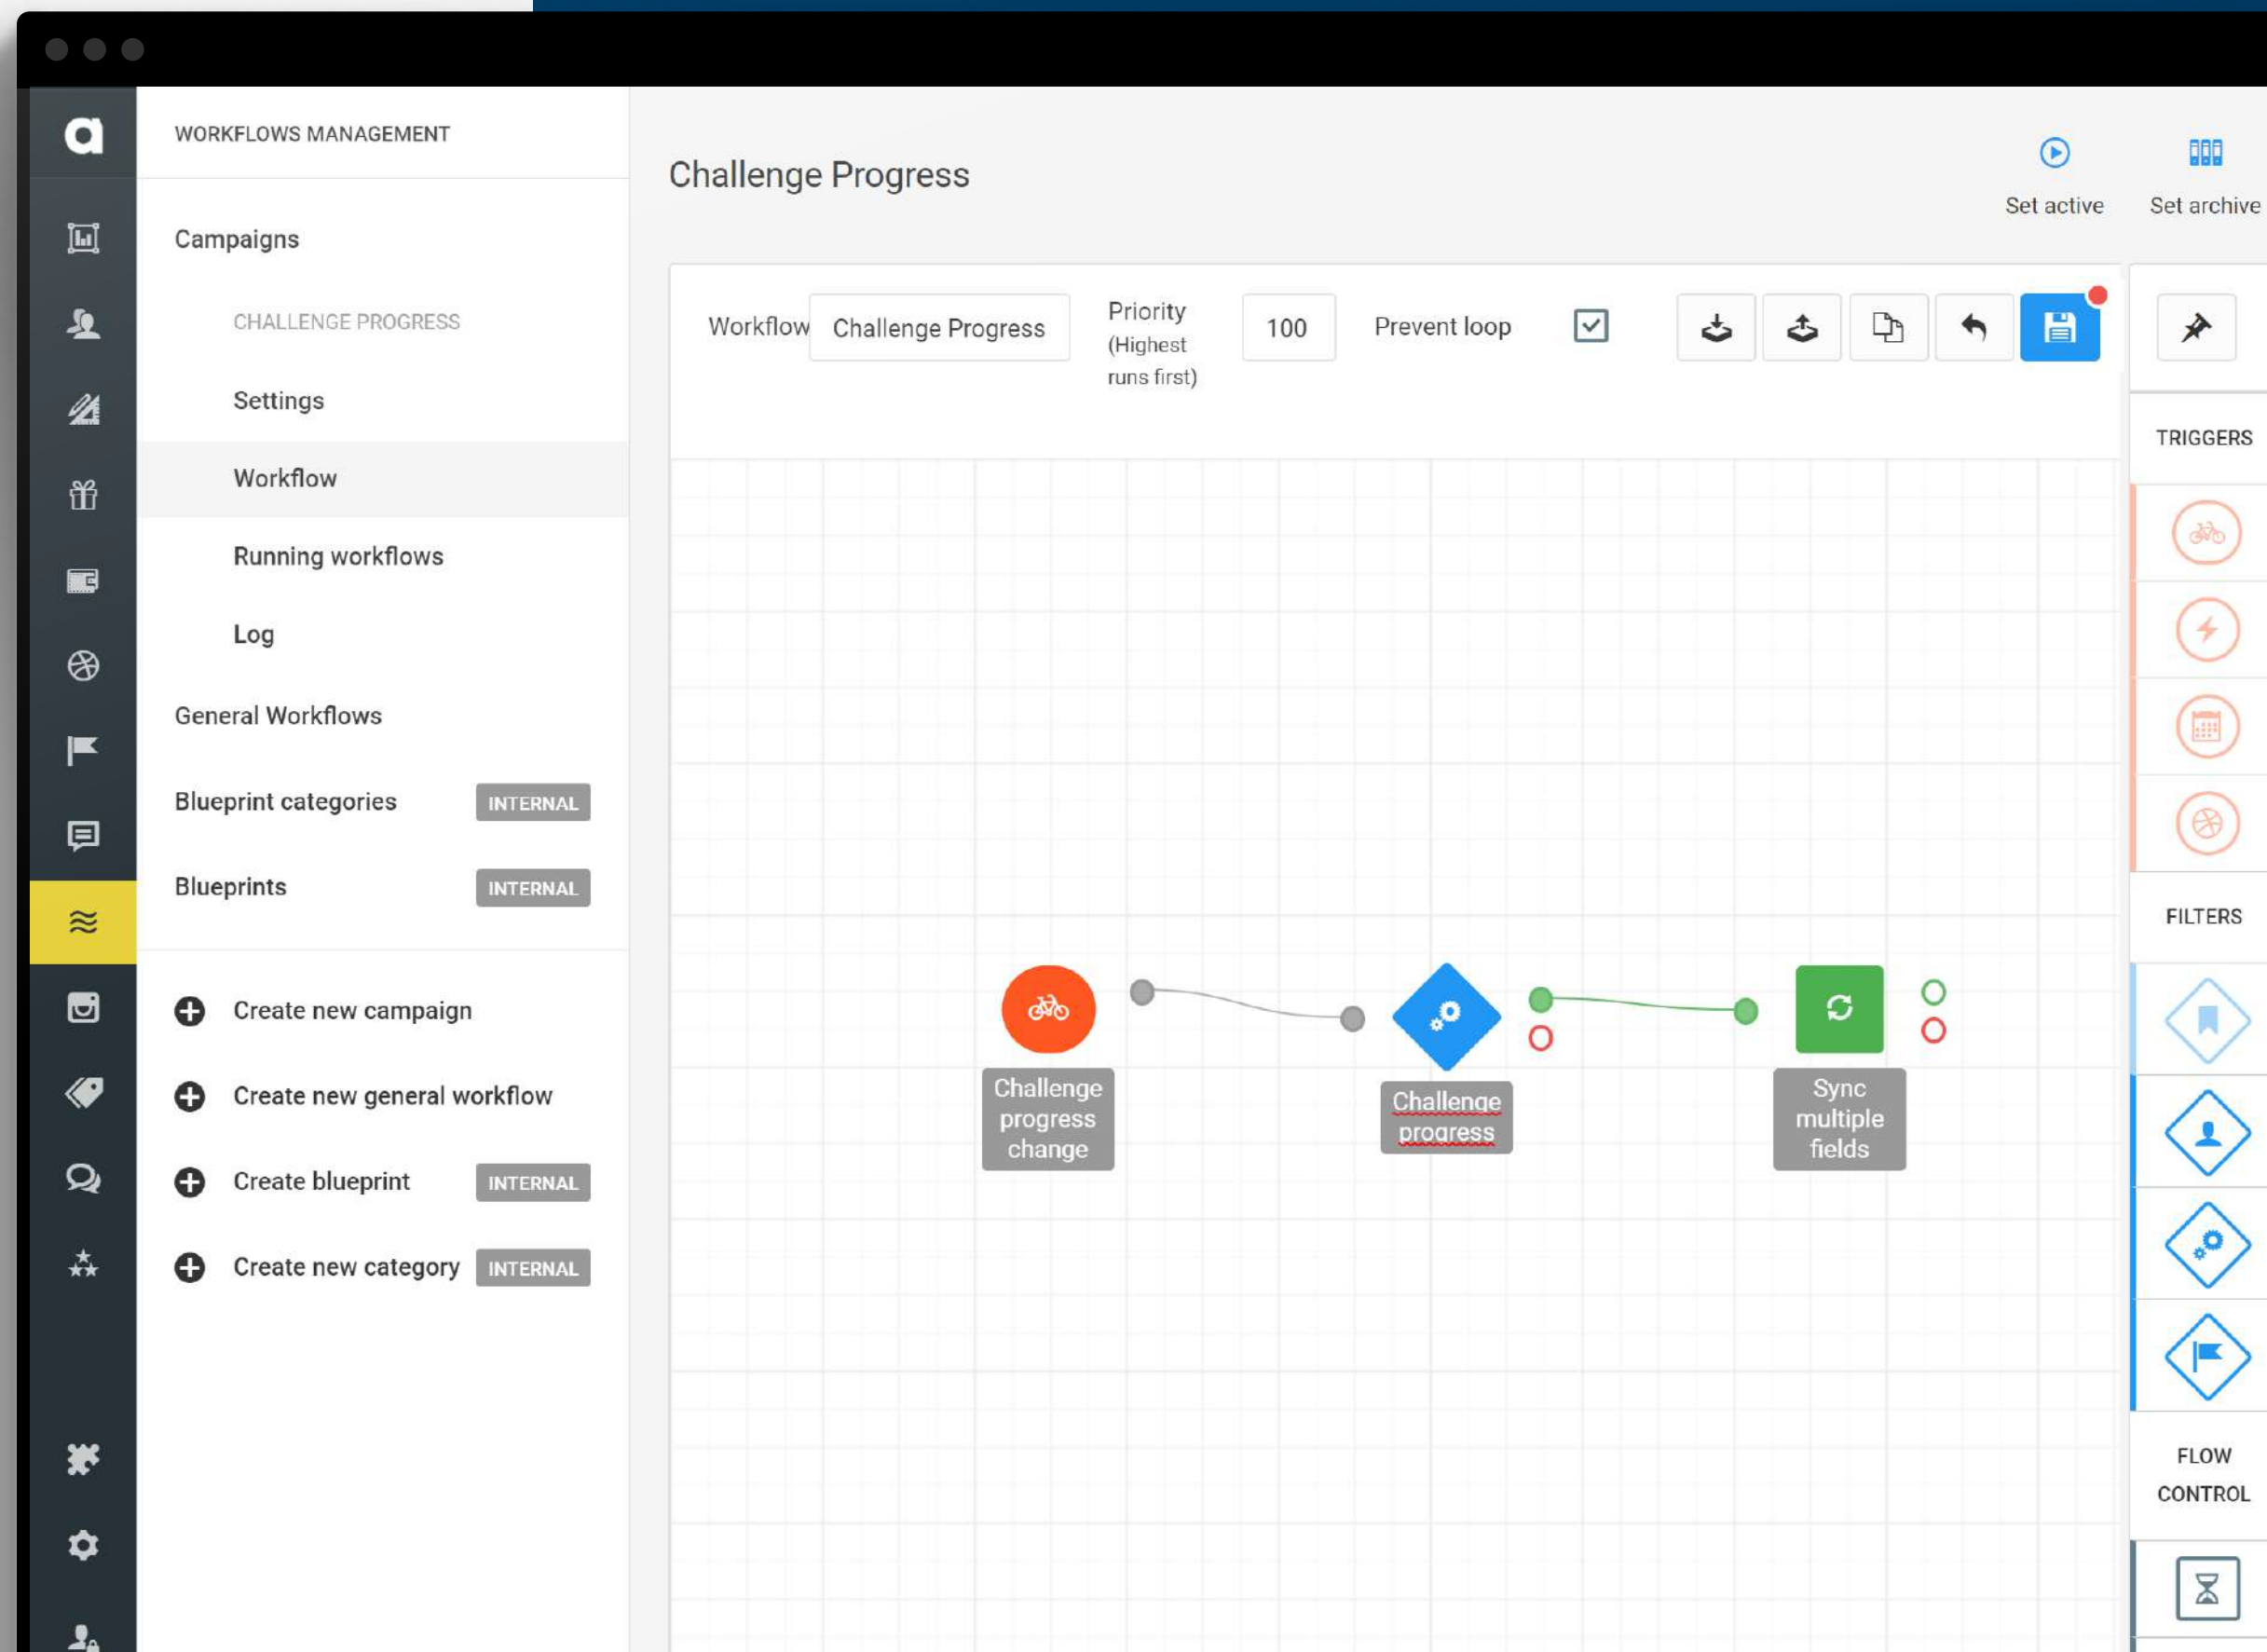 a
WORKFLOWS MANAGEMENT
Campaigns
CHALLENGE PROGRESS
Settings
Workflow
Running workflows
Log
General Workflows
Blueprint categories INTERNAL
Blueprints INTERNAL
Create new campaign
Create new general workflow
Create blueprint INTERNAL
Create new category INTERNAL
Challenge Progress
Set active
Set archive
Workflow
Challenge Progress
Priority
(Highest
runs first)
100
Prevent loop
Challenge
progress
change
Challenge
progress
Sync
multiple
fields
TRIGGERS
FILTERS
FLOW
CONTROL